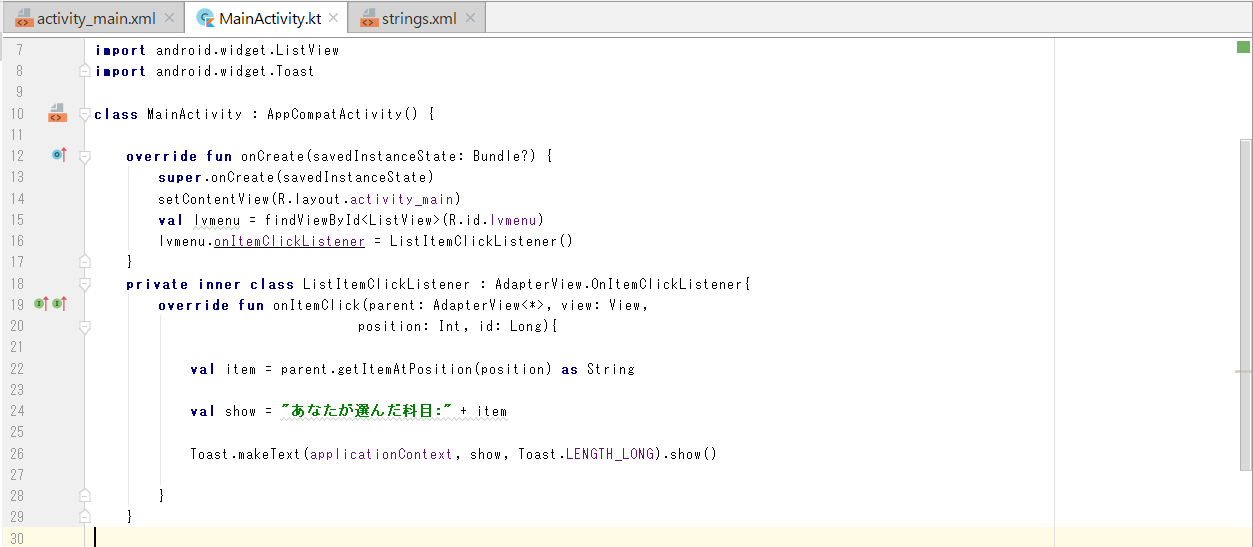 activity_main.xml MainActivity.kt strings.xml
7 import android.widget.ListView
8 import android.widget.Toast
9
10 class MainActivity : AppCompatActivity() {
11
12 override fun onCreate(savedInstanceState: Bundle?) {
13 super.onCreate(savedInstanceState)
14 setContentView(R.layout.activity_main)
15 val lvmenu = findViewById<ListView>(R.id.lvmenu)
16 lvmenu.onItemClickListener = ListItemClickListener()
17 }
18 private inner class ListItemClickListener : AdapterView.OnItemClickListener{
19 override fun onItemClick(parent: AdapterView<*>, view: View,
20 position: Int, id: Long){
21
22 val item = parent.getItemAtPosition(position) as String
23
24 val show = "あなたが選んだ科目:" + item
25
26 Toast.makeText(applicationContext, show, Toast.LENGTH_LONG).show()
27
28 }
29 }
30